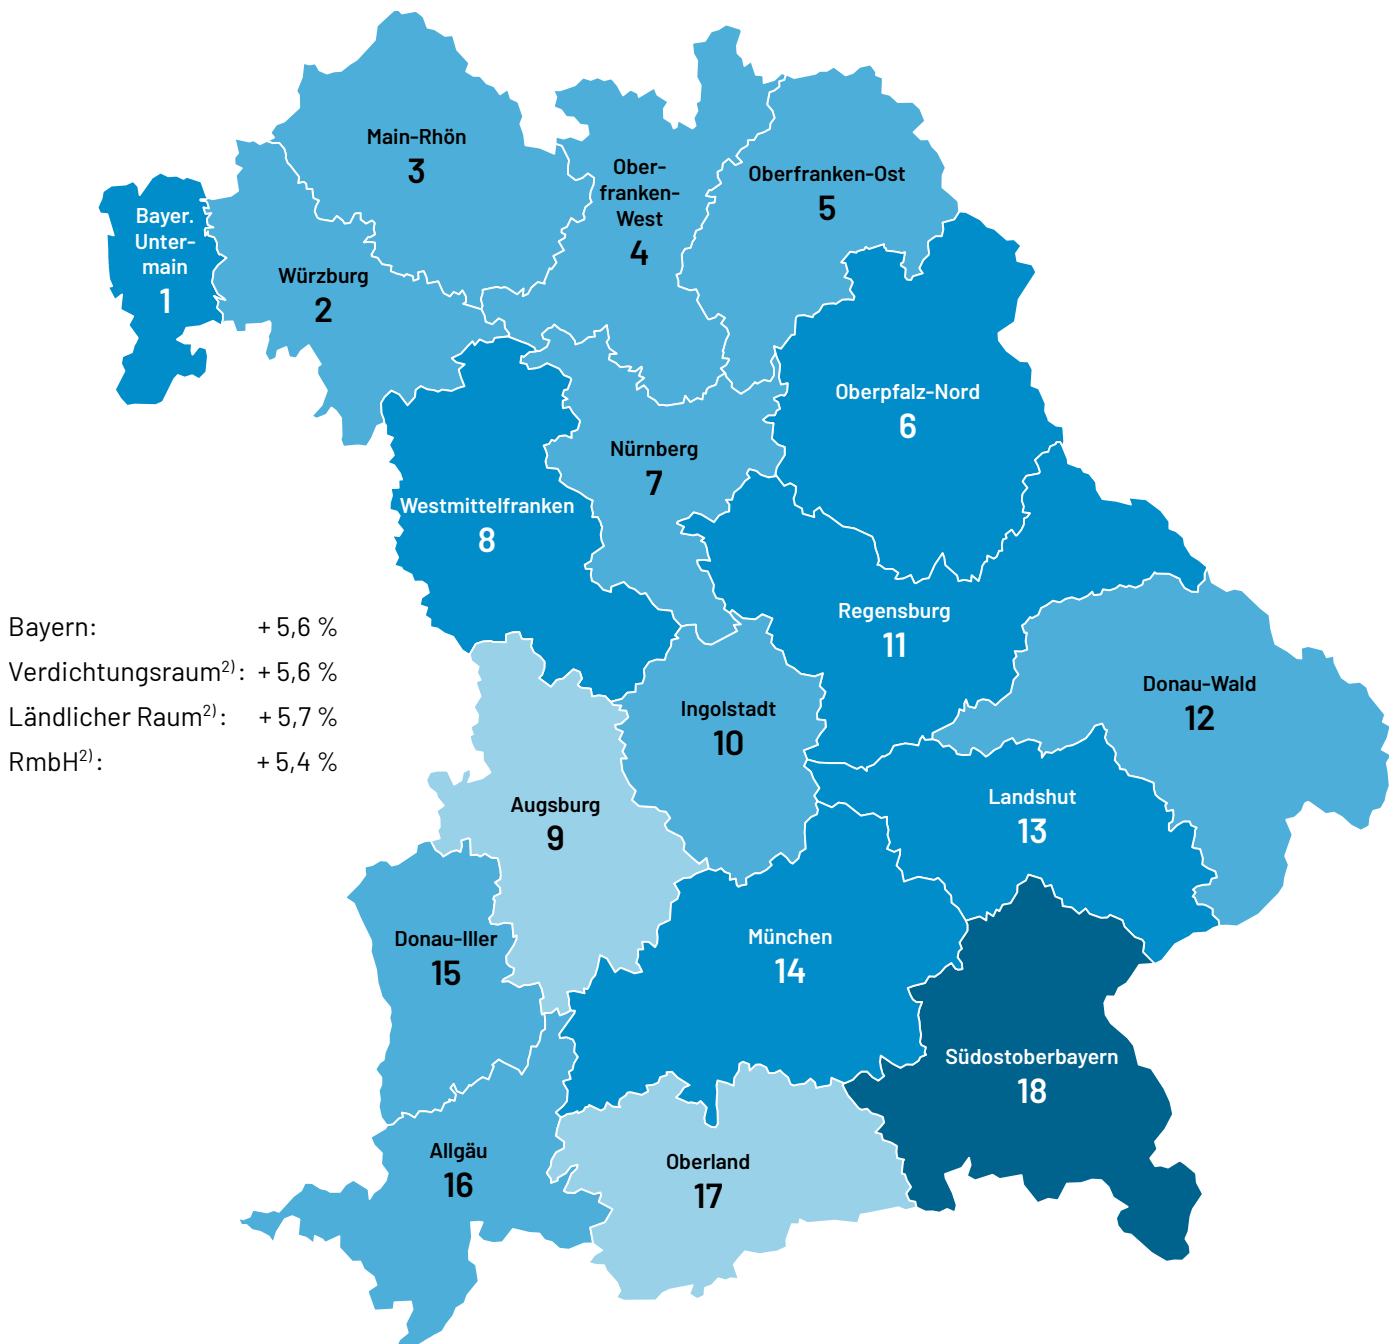 Main-Rhön
3
Ober-
franken-
West
4
Oberfranken-Ost
5
Bayer.
Unter-
main
1
Würzburg
2
Oberpfalz-Nord
6
Nürnberg
7
Westmittelfranken
8
Regensburg
11
Bayern: + 5,6 %
Verdichtungsraum²⁾: + 5,6 %
Ländlicher Raum²⁾: + 5,7 %
RmbH²⁾: + 5,4 %
Donau-Wald
12
Ingolstadt
10
Landshut
13
Augsburg
9
Donau-Iller
15
München
14
Südostoberbayern
18
Allgäu
16
Oberland
17